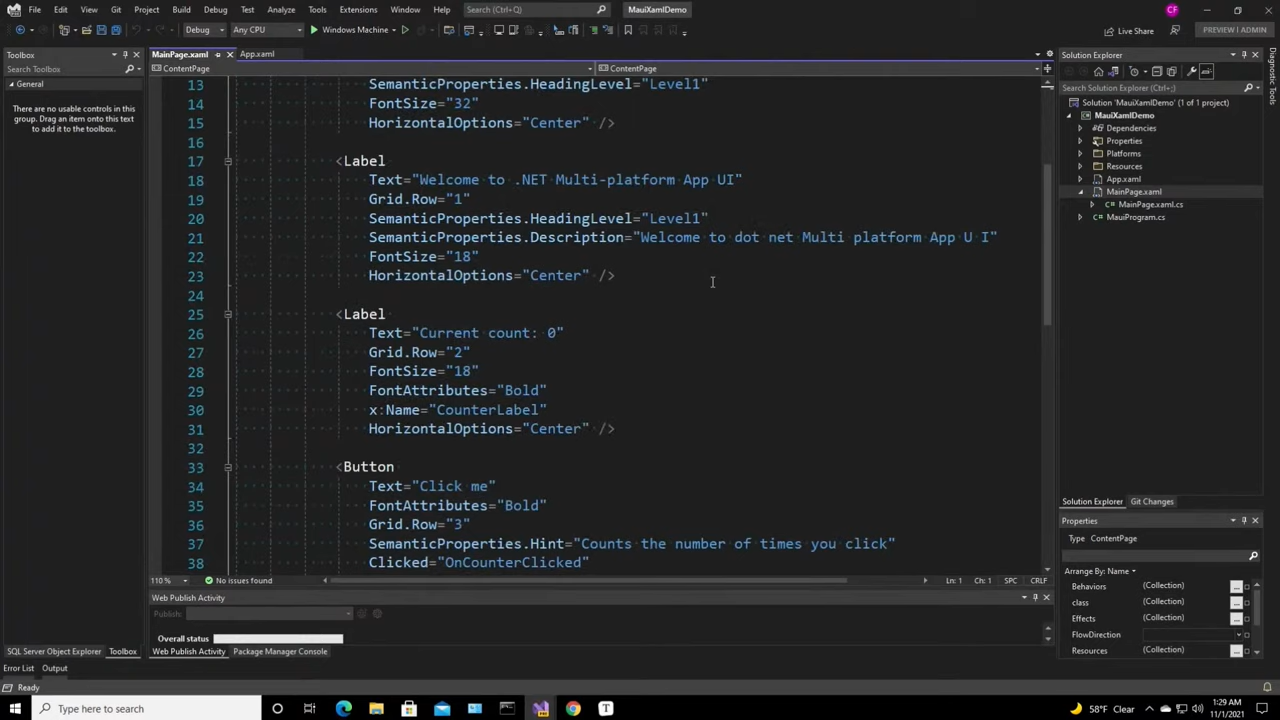 File Edit View Git Project Build Debug Test Analyze Tools Extensions Window Help Search (Ctrl+Q) MauiXamlDemo CF
Debug Any CPU Windows Machine Live Share PREVIEW | ADMIN
Toolbox
Search Toolbox
General
There are no usable controls in this
group. Drag an item onto this text
to add it to the toolbox.
SQL Server Object Explorer Toolbox
MainPage.xaml App.xaml
ContentPage ContentPage
13 SemanticProperties.HeadingLevel="Level1"
14 FontSize="32"
15 HorizontalOptions="Center" />
16
17 <Label
18 Text="Welcome to .NET Multi-platform App UI"
19 Grid.Row="1"
20 SemanticProperties.HeadingLevel="Level1"
21 SemanticProperties.Description="Welcome to dot net Multi platform App U I"
22 FontSize="18"
23 HorizontalOptions="Center" />
24
25 <Label
26 Text="Current count: 0"
27 Grid.Row="2"
28 FontSize="18"
29 FontAttributes="Bold"
30 x:Name="CounterLabel"
31 HorizontalOptions="Center" />
32
33 <Button
34 Text="Click me"
35 FontAttributes="Bold"
36 Grid.Row="3"
37 SemanticProperties.Hint="Counts the number of times you click"
38 Clicked="OnCounterClicked"
110 % No issues found Ln: 1 Ch: 1 SPC CRLF
Web Publish Activity
Publish:
Overall status
Web Publish Activity Package Manager Console
Solution Explorer
Search Solution Explorer (Ctrl+;)
Solution 'MauiXamlDemo' (1 of 1 project)
MauiXamlDemo
Dependencies
Properties
Platforms
Resources
App.xaml
MainPage.xaml
MainPage.xaml.cs
MauiProgram.cs
Solution Explorer Git Changes
Properties
Type ContentPage
Arrange By: Name
Behaviors (Collection) ...
class (Collection) ...
Effects (Collection) ...
FlowDirection
Resources (Collection) ...
Diagnostic Tools
Error List Output
Ready
Type here to search T 58°F Clear 1:29 AM
11/1/2021